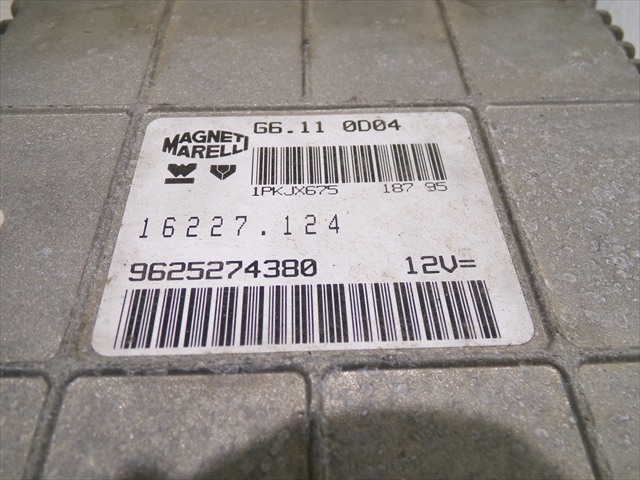 MAGNETI MARELLI
G6.11 0D04
1PKJX675 187 95
16227.124
9625274380 12V=